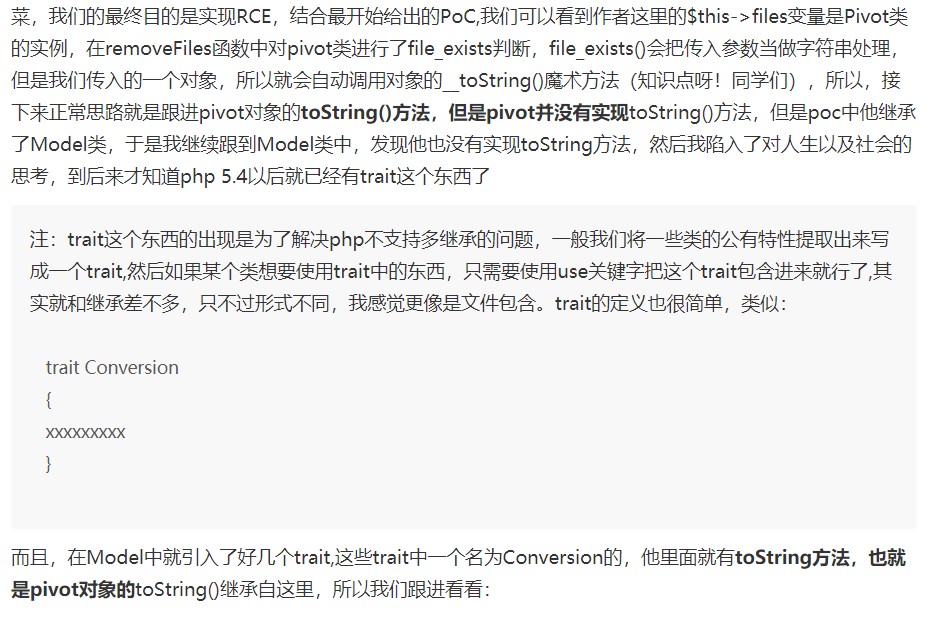 菜，我们的最终目的是实现RCE，结合最开始给出的PoC,我们可以看到作者这里的$this->files变量是Pivot类
的实例，在removeFiles函数中对pivot类进行了file_exists判断，file_exists()会把传入参数当做字符串处理，
但是我们传入的一个对象，所以就会自动调用对象的__toString()魔术方法（知识点呀！同学们），所以，接
下来正常思路就是跟进pivot对象的toString()方法，但是pivot并没有实现toString()方法，但是poc中他继承
了Model类，于是我继续跟到Model类中，发现他也没有实现toString方法，然后我陷入了对人生以及社会的
思考，到后来才知道php 5.4以后就已经有trait这个东西了
注：trait这个东西的出现是为了解决php不支持多继承的问题，一般我们将一些类的公有特性提取出来写
成一个trait,然后如果某个类想要使用trait中的东西，只需要使用use关键字把这个trait包含进来就行了,其
实就和继承差不多，只不过形式不同，我感觉更像是文件包含。trait的定义也很简单，类似：
trait Conversion
{
xxxxxxxxx
}
而且，在Model中就引入了好几个trait,这些trait中一个名为Conversion的，他里面就有toString方法，也就
是pivot对象的toString()继承自这里，所以我们跟进看看：